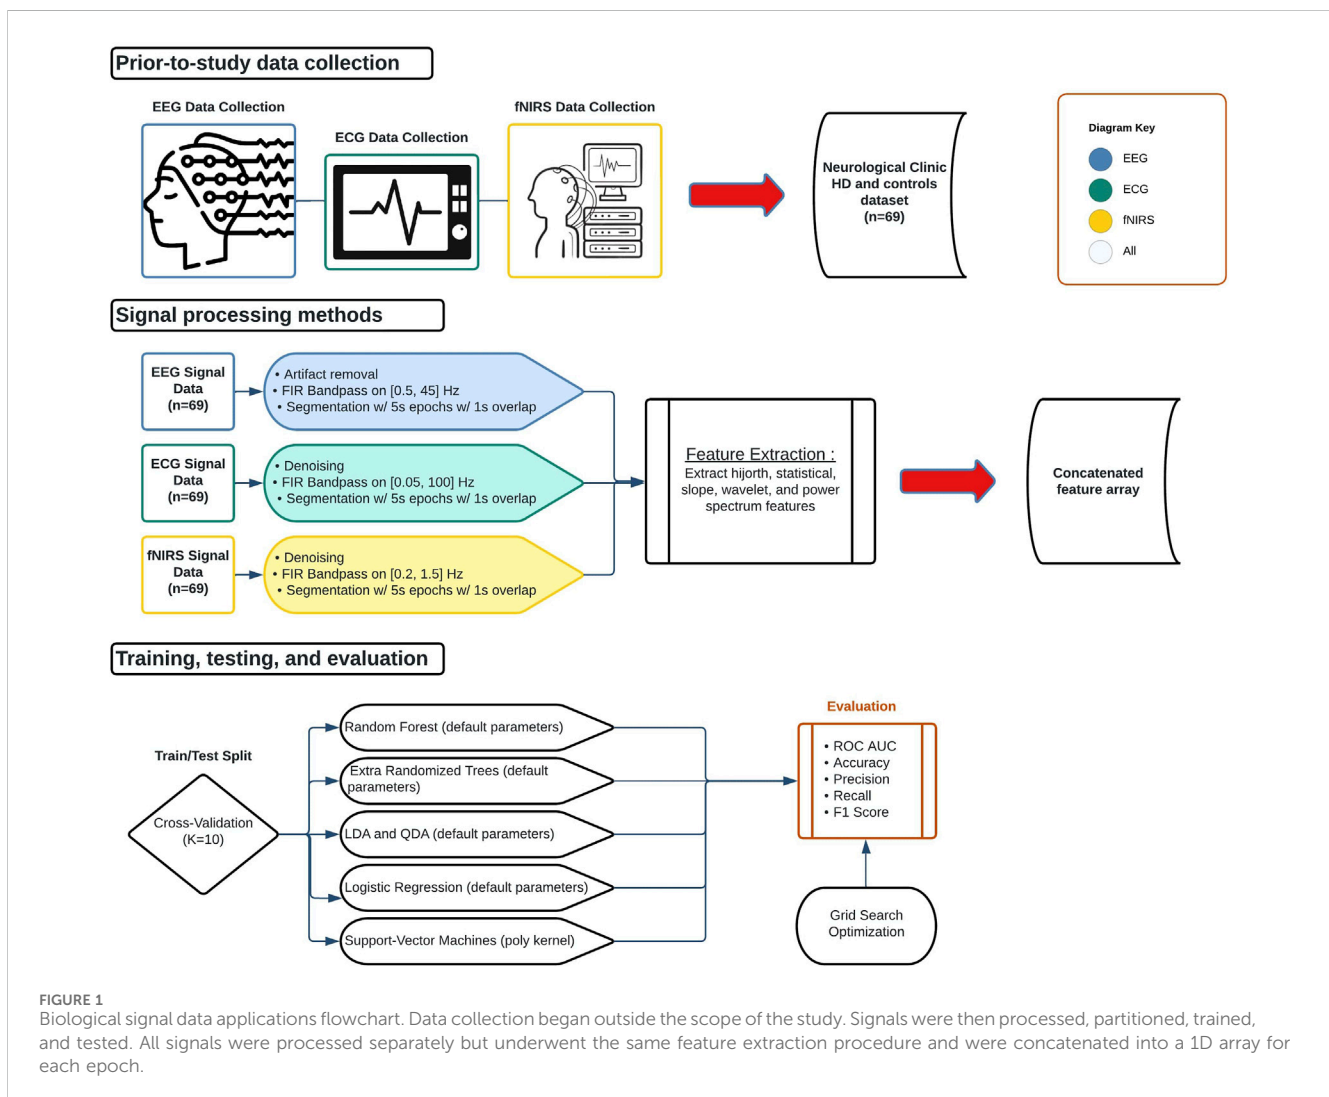 Prior-to-study data collection
EEG Data Collection
ECG Data Collection
fNIRS Data Collection
Neurological Clinic
HD and controls
dataset
(n=69)
Diagram Key
EEG
ECG
fNIRS
All
Signal processing methods
EEG Signal
Data
(n=69)
• Artifact removal
• FIR Bandpass on [0.5, 45] Hz
• Segmentation w/ 5s epochs w/ 1s overlap
ECG Signal
Data
(n=69)
• Denoising
• FIR Bandpass on [0.05, 100] Hz
• Segmentation w/ 5s epochs w/ 1s overlap
fNIRS Signal
Data
(n=69)
• Denoising
• FIR Bandpass on [0.2, 1.5] Hz
• Segmentation w/ 5s epochs w/ 1s overlap
Feature Extraction :
Extract hijorth, statistical,
slope, wavelet, and power
spectrum features
Concatenated
feature array
Training, testing, and evaluation
Train/Test Split
Cross-Validation
(K=10)
Random Forest (default parameters)
Extra Randomized Trees (default
parameters)
LDA and QDA (default parameters)
Logistic Regression (default parameters)
Support-Vector Machines (poly kernel)
Evaluation
• ROC AUC
• Accuracy
• Precision
• Recall
• F1 Score
Grid Search
Optimization
FIGURE 1
Biological signal data applications flowchart. Data collection began outside the scope of the study. Signals were then processed, partitioned, trained,
and tested. All signals were processed separately but underwent the same feature extraction procedure and were concatenated into a 1D array for
each epoch.